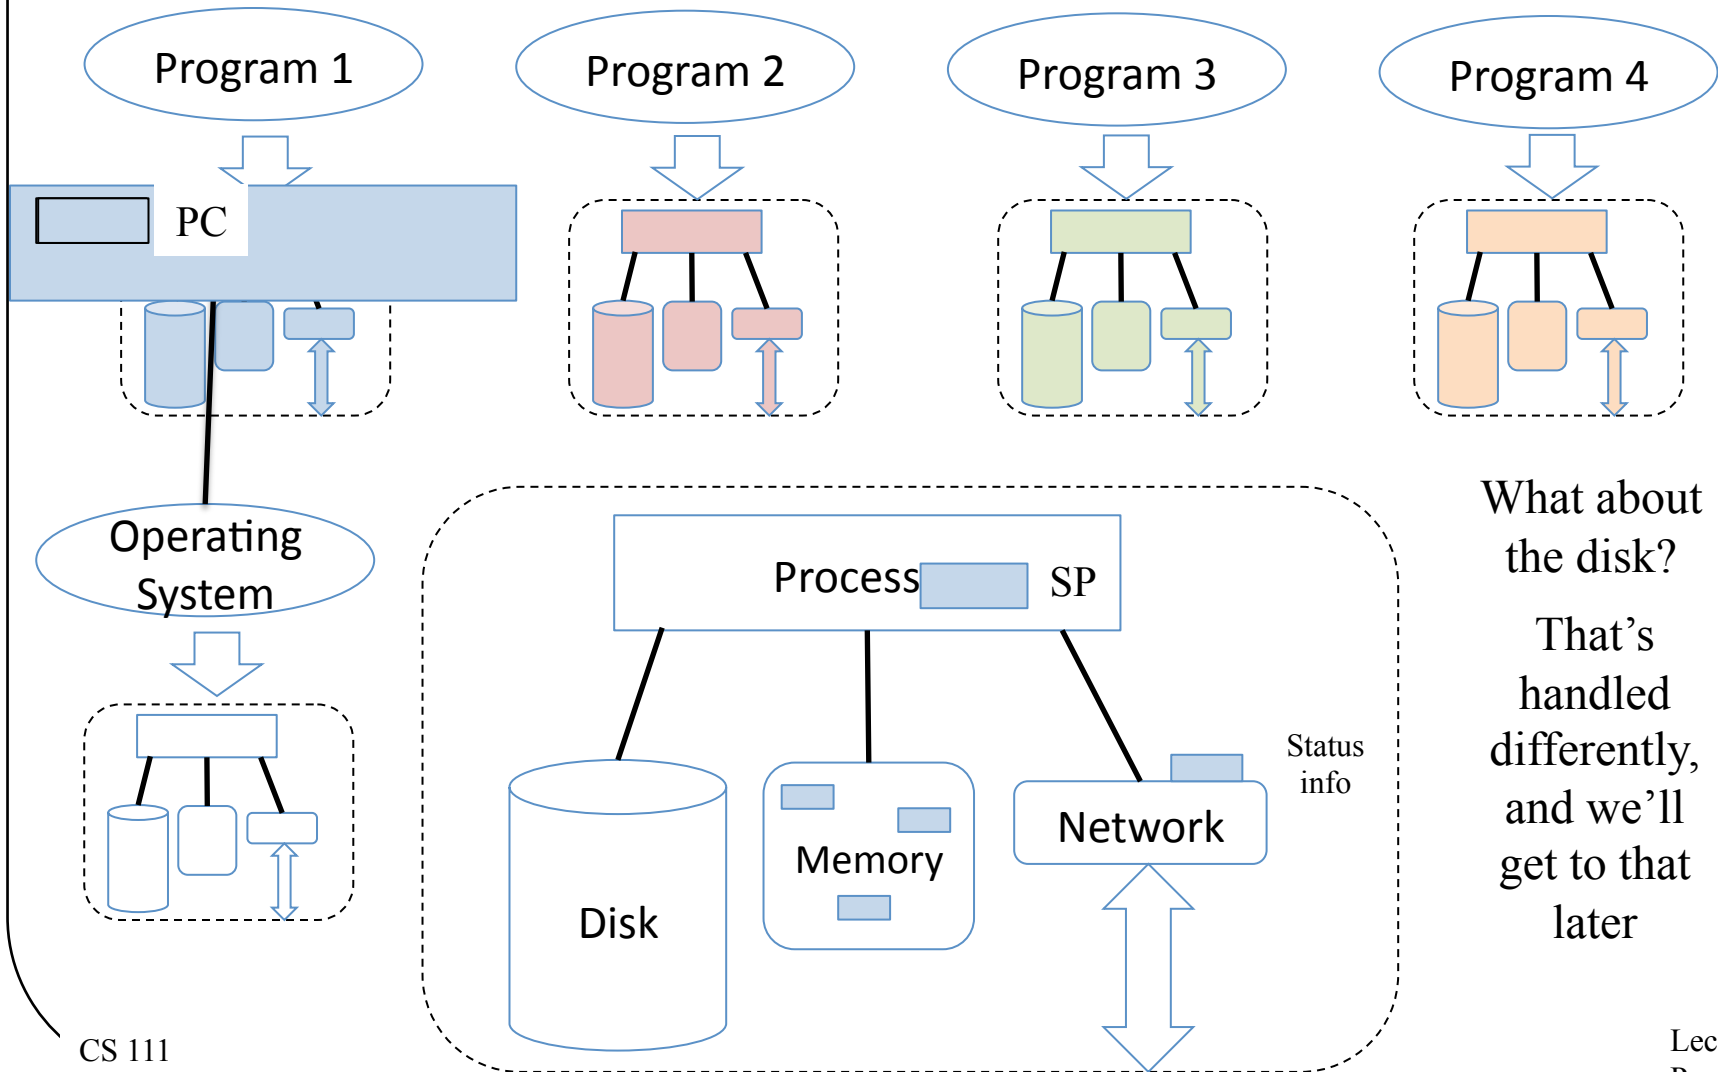 Program 1
Program 2
Program 3
Program 4
PC
Operating
System
Process
SP
Disk
Memory
Network
Status
info
What about
the disk?
That's
handled
differently,
and we'll
get to that
later
CS 111
Lec